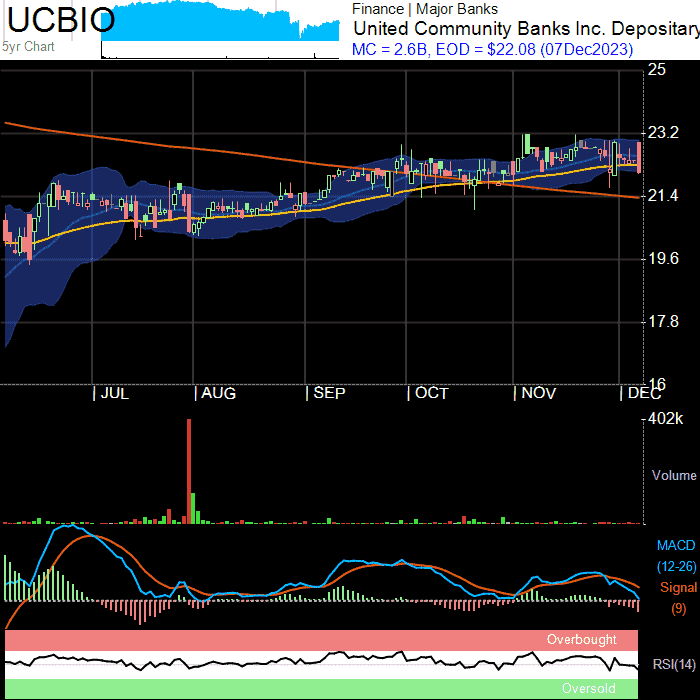 UCBIO
5yr Chart
Finance | Major Banks
United Community Banks Inc. Depositary
MC = 2.6B, EOD = $22.08 (07Dec2023)
25
23.2
21.4
19.6
17.8
16
| JUL | AUG | SEP | OCT | NOV | DEC
402k
Volume
MACD
(12-26)
Signal
(9)
Overbought
RSI(14)
Oversold